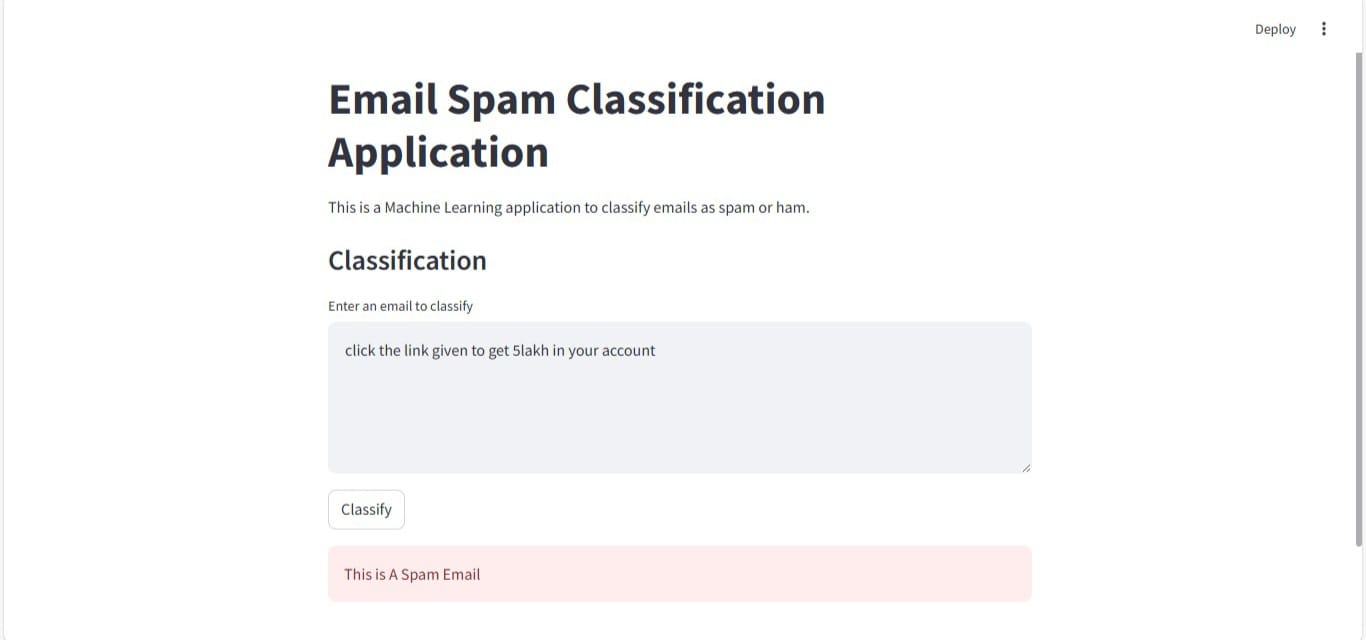 Deploy
Email Spam Classification
Application
This is a Machine Learning application to classify emails as spam or ham.
Classification
Enter an email to classify
click the link given to get 5lakh in your account
Classify
This is A Spam Email